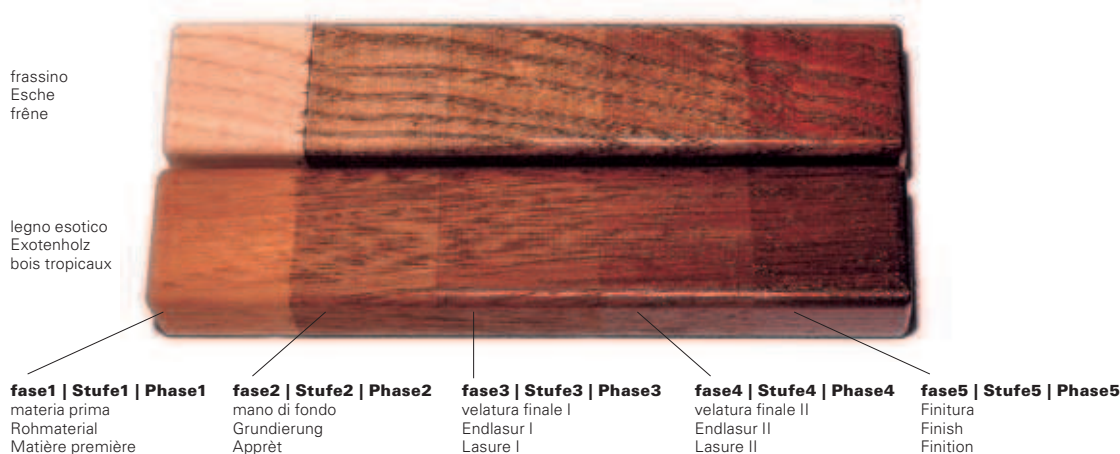 frassino
Esche
frêne
legno esotico
Exotenholz
bois tropicaux
fase1 | Stufe1 | Phase1
materia prima
Rohmaterial
Matière première
fase2 | Stufe2 | Phase2
mano di fondo
Grundierung
Apprèt
fase3 | Stufe3 | Phase3
velatura finale I
Endlasur I
Lasure I
fase4 | Stufe4 | Phase4
velatura finale II
Endlasur II
Lasure II
fase5 | Stufe5 | Phase5
Finitura
Finish
Finition